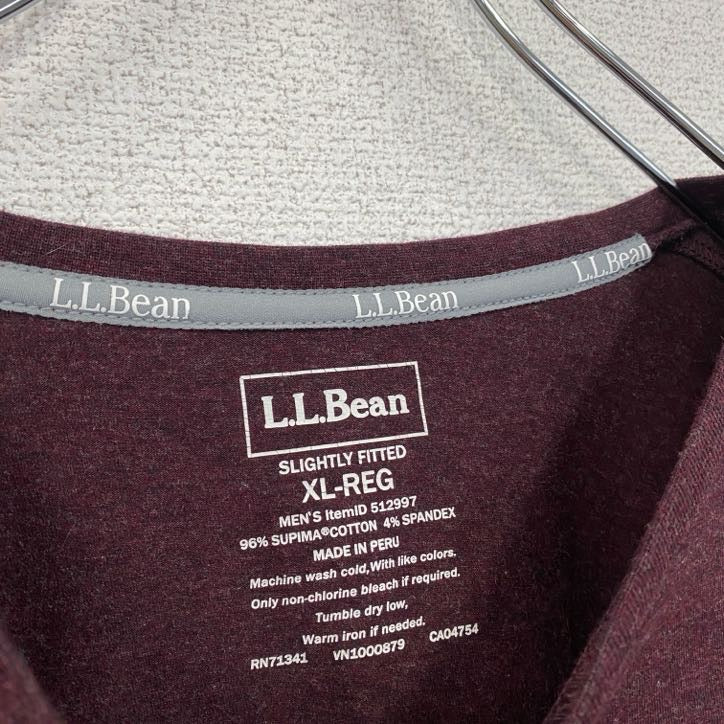 L.L.Bean L.L.Bean L.L.Bean
L.L.Bean
SLIGHTLY FITTED
XL-REG
MEN'S ItemID 512997
96% SUPIMA®COTTON 4% SPANDEX
MADE IN PERU
Machine wash cold,With like colors.
Only non-chlorine bleach if required.
Tumble dry low,
Warm iron if needed.
RN71341 VN1000879 CA04754